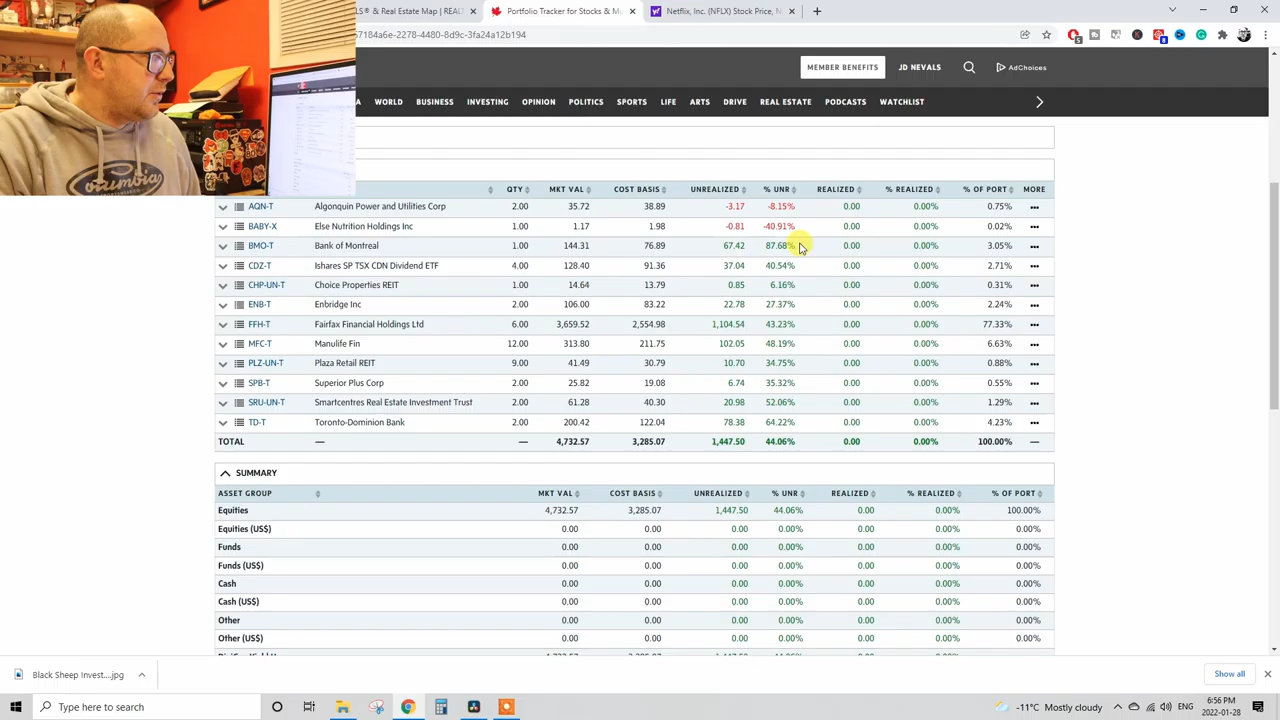 LS® & Real Estate Map | REAL
Portfolio Tracker for Stocks & Mu
Netflix, Inc. (NFLX) Stock Price, N
57184a6e-2278-4480-8d9c-3fa24a12b194
MEMBER BENEFITS JD NEVALS AdChoices
A WORLD BUSINESS INVESTING OPINION POLITICS SPORTS LIFE ARTS DRIVE REAL ESTATE PODCASTS WATCHLIST
QTY MKT VAL COST BASIS UNREALIZED % UNR REALIZED % REALIZED % OF PORT MORE
AQN-T Algonquin Power and Utilities Corp 2.00 35.72 38.89 -3.17 -8.15% 0.00 0.00% 0.75%
BABY-X Else Nutrition Holdings Inc 1.00 1.17 1.98 -0.81 -40.91% 0.00 0.00% 0.02%
BMO-T Bank of Montreal 1.00 144.31 76.89 67.42 87.68% 0.00 0.00% 3.05%
CDZ-T Ishares SP TSX CDN Dividend ETF 4.00 128.40 91.36 37.04 40.54% 0.00 0.00% 2.71%
CHP-UN-T Choice Properties REIT 1.00 14.64 13.79 0.85 6.16% 0.00 0.00% 0.31%
ENB-T Enbridge Inc 2.00 106.00 83.22 22.78 27.37% 0.00 0.00% 2.24%
FFH-T Fairfax Financial Holdings Ltd 6.00 3,659.52 2,554.98 1,104.54 43.23% 0.00 0.00% 77.33%
MFC-T Manulife Fin 12.00 313.80 211.75 102.05 48.19% 0.00 0.00% 6.63%
PLZ-UN-T Plaza Retail REIT 9.00 41.49 30.79 10.70 34.75% 0.00 0.00% 0.88%
SPB-T Superior Plus Corp 2.00 25.82 19.08 6.74 35.32% 0.00 0.00% 0.55%
SRU-UN-T Smartcentres Real Estate Investment Trust 2.00 61.28 40.30 20.98 52.06% 0.00 0.00% 1.29%
TD-T Toronto-Dominion Bank 2.00 200.42 122.04 78.38 64.22% 0.00 0.00% 4.23%
TOTAL — — 4,732.57 3,285.07 1,447.50 44.06% 0.00 0.00% 100.00% —
SUMMARY
ASSET GROUP MKT VAL COST BASIS UNREALIZED % UNR REALIZED % REALIZED % OF PORT
Equities 4,732.57 3,285.07 1,447.50 44.06% 0.00 0.00% 100.00%
Equities (US$) 0.00 0.00 0.00 0.00% 0.00 0.00% 0.00%
Funds 0.00 0.00 0.00 0.00% 0.00 0.00% 0.00%
Funds (US$) 0.00 0.00 0.00 0.00% 0.00 0.00% 0.00%
Cash 0.00 0.00 0.00 0.00% 0.00 0.00% 0.00%
Cash (US$) 0.00 0.00 0.00 0.00% 0.00 0.00% 0.00%
Other 0.00 0.00 0.00 0.00% 0.00 0.00% 0.00%
Other (US$) 0.00 0.00 0.00 0.00% 0.00 0.00% 0.00%
Black Sheep Invest....jpg
Show all
Type here to search
-11°C Mostly cloudy
ENG
6:56 PM
2022-01-28
Columbia